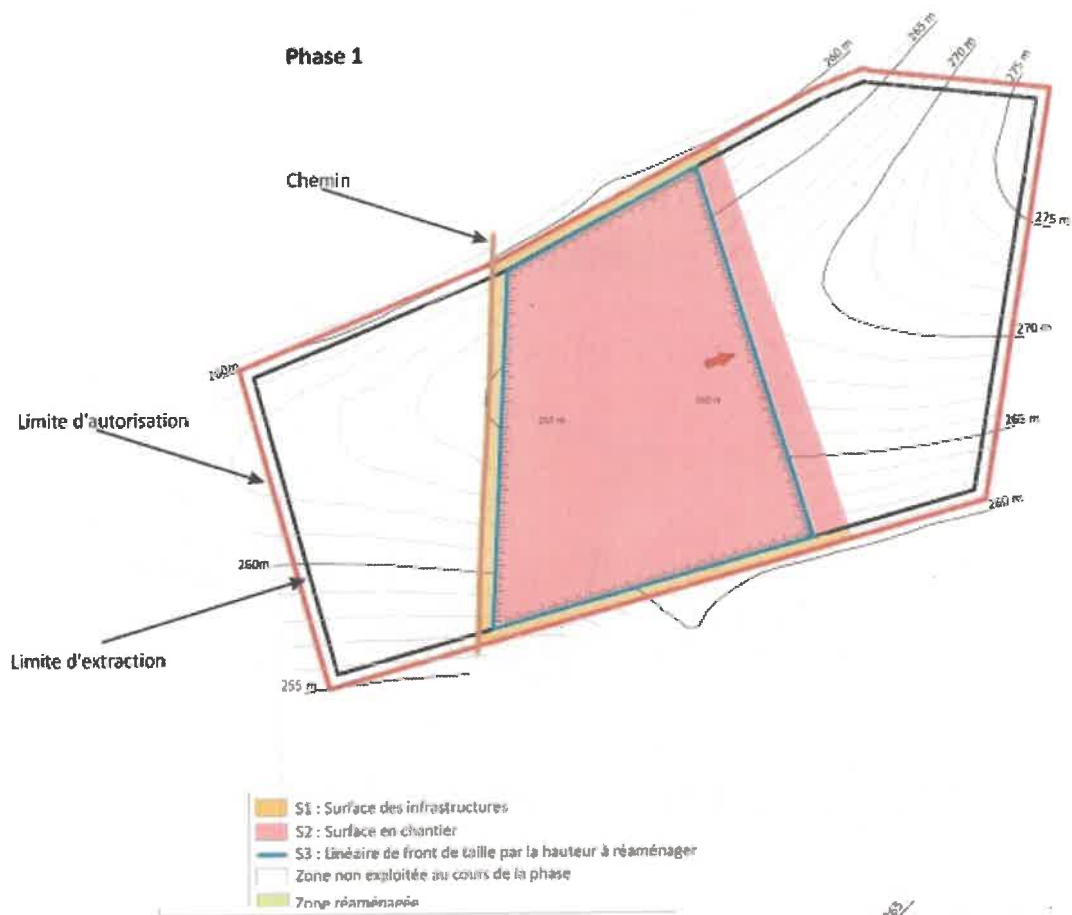 Phase 1
260 m
265 m
270 m
275 m
Chemin
275 m
270 m
260m
Limite d'autorisation
265 m
260 m
260m
Limite d'extraction
255 m
S1 : Surface des infrastructures
S2 : Surface en chantier
S3 : Linéaire de front de taille par la hauteur à réaménager
Zone non exploitée au cours de la phase
Zone réaménagée
265